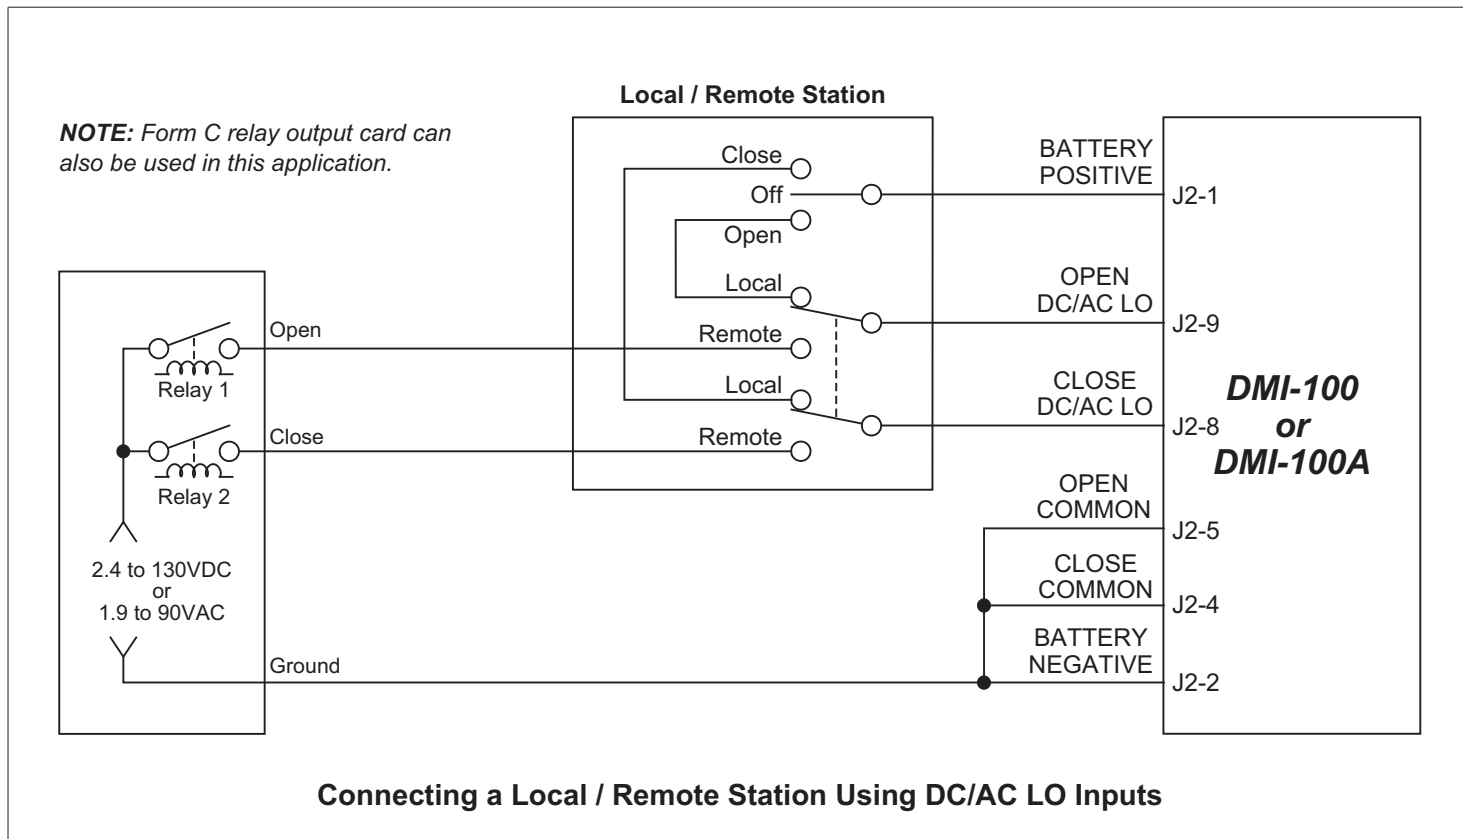 Local / Remote Station
NOTE: Form C relay output card can
also be used in this application.
Close
Off
Open
Local
Remote
Local
Remote
BATTERY
POSITIVE
J2-1
OPEN
DC/AC LO
J2-9
CLOSE
DC/AC LO
J2-8
OPEN
COMMON
J2-5
CLOSE
COMMON
J2-4
BATTERY
NEGATIVE
J2-2
DMI-100
or
DMI-100A
Open
Relay 1
Close
Relay 2
2.4 to 130VDC
or
1.9 to 90VAC
Ground
Connecting a Local / Remote Station Using DC/AC LO Inputs